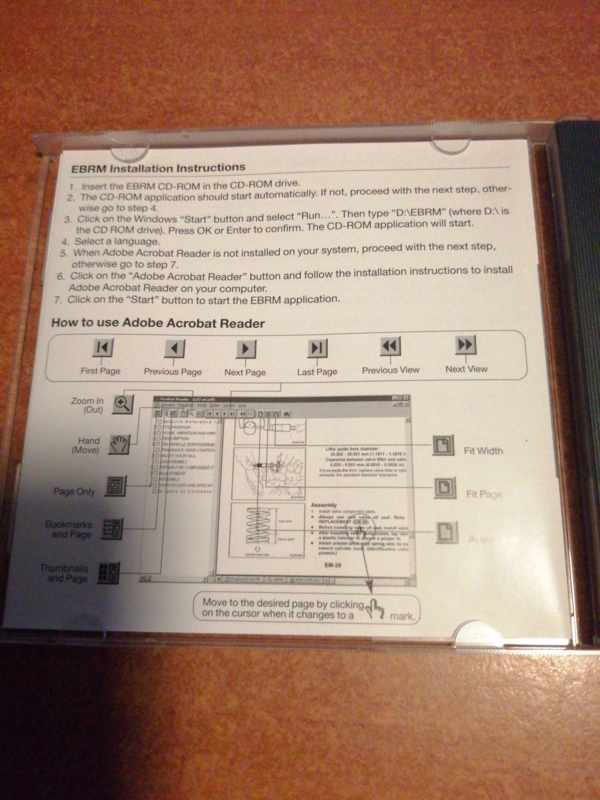 EBRM Installation Instructions
1. Insert the EBRM CD-ROM in the CD-ROM drive.
2. The CD-ROM application should start automatically. If not, proceed with the next step, other-
wise go to step 4.
3. Click on the Windows “Start” button and select “Run...”. Then type “D:\EBRM” (where D:\ is
the CD ROM drive). Press OK or Enter to confirm. The CD-ROM application will start.
4. Select a language.
5. When Adobe Acrobat Reader is not installed on your system, proceed with the next step,
otherwise go to step 7.
6. Click on the “Adobe Acrobat Reader” button and follow the installation instructions to install
Adobe Acrobat Reader on your computer.
7. Click on the “Start” button to start the EBRM application.
How to use Adobe Acrobat Reader
First Page
Previous Page
Next Page
Last Page
Previous View
Next View
Zoom In
(Out)
Hand
(Move)
Page Only
Bookmarks
and Page
Thumbnails
and Page
Fit Width
Fit Page
Lifter guide bore diameter:
Assembly
EM-39
Move to the desired page by clicking
on the cursor when it changes to a mark.